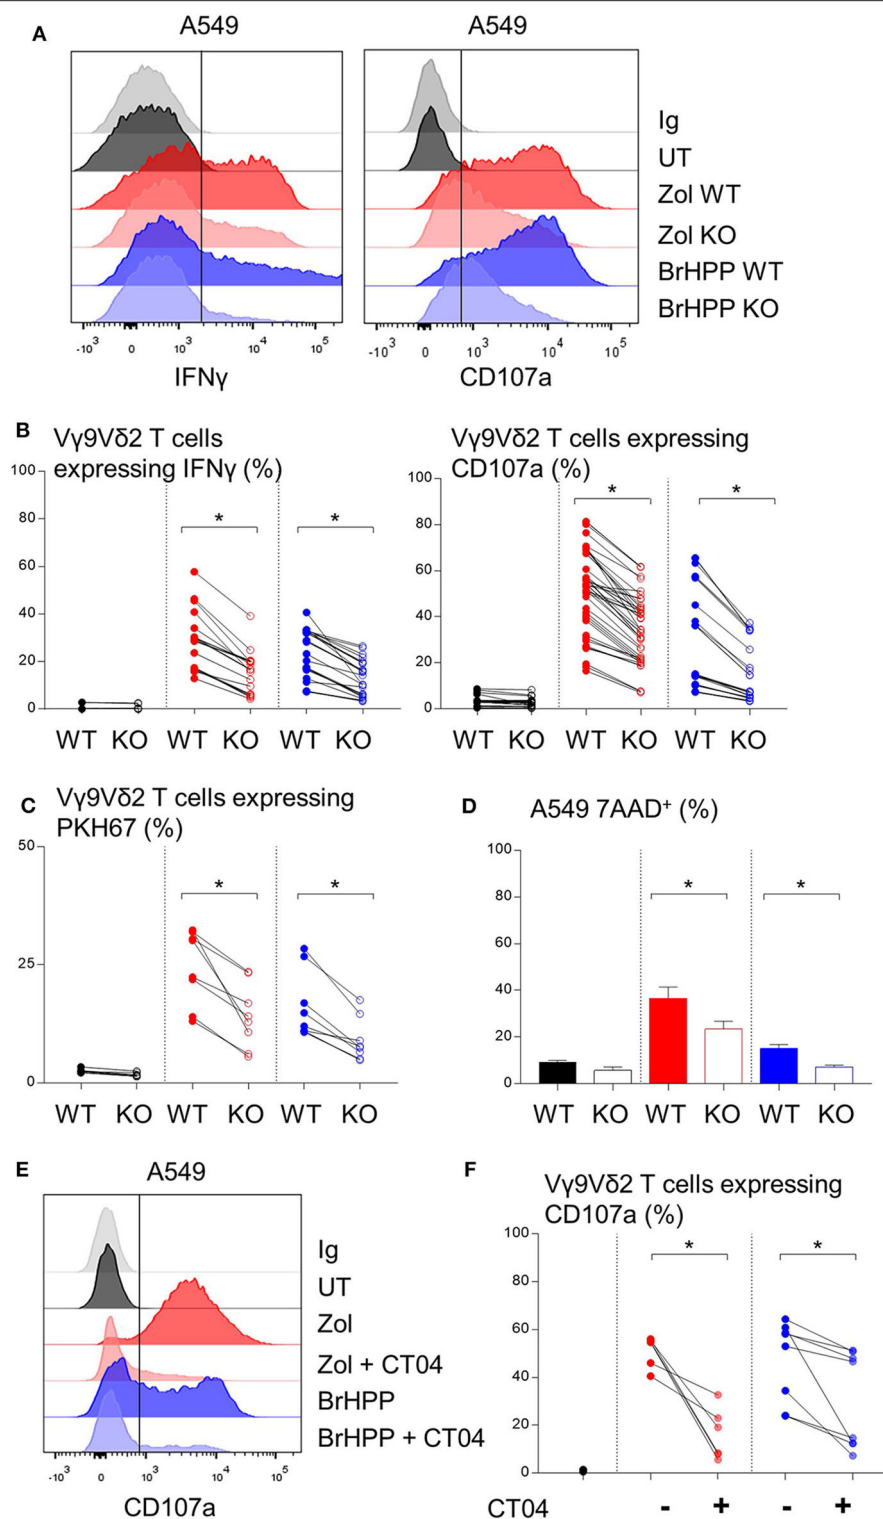 A
A549
A549
Ig
UT
Zol WT
Zol KO
BrHPP WT
BrHPP KO
-10³ 0 10³ 10⁴ 10⁵
-10³ 0 10³ 10⁴ 10⁵
IFNγ
CD107a
B
Vγ9Vδ2 T cells
expressing IFNγ (%)
Vγ9Vδ2 T cells expressing
CD107a (%)
100
80
60
40
20
0
* *
WT KO WT KO WT KO
100
80
60
40
20
0
* *
WT KO WT KO WT KO
C
Vγ9Vδ2 T cells expressing
PKH67 (%)
50
25
0
* *
WT KO WT KO WT KO
D
A549 7AAD⁺ (%)
100
80
60
40
20
0
* *
WT KO WT KO WT KO
E
A549
Ig
UT
Zol
Zol + CT04
BrHPP
BrHPP + CT04
-10³ 0 10³ 10⁴ 10⁵
CD107a
F
Vγ9Vδ2 T cells expressing
CD107a (%)
100
80
60
40
20
0
* *
CT04 - + - +